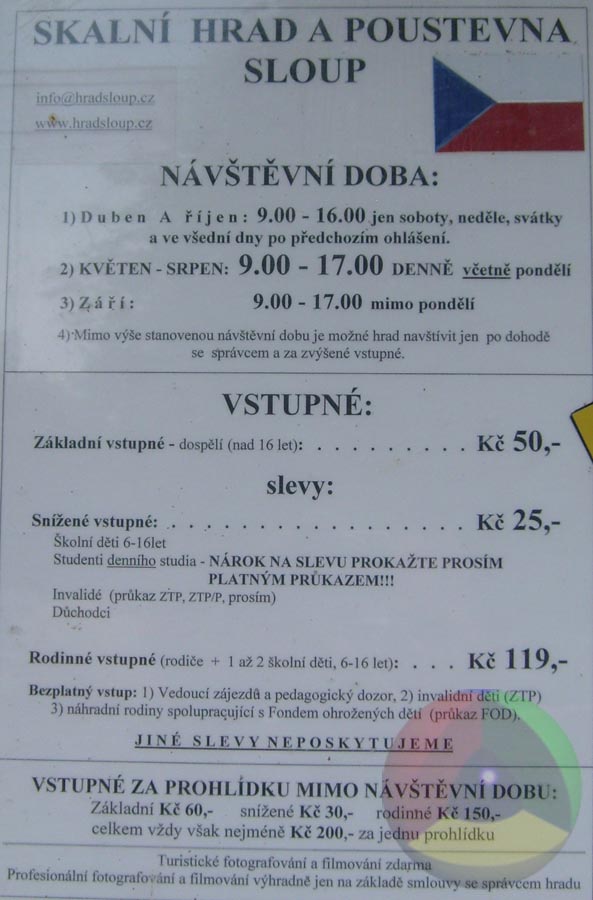 SKALNÍ HRAD A POUSTEVNA
SLOUP
info@hradsloup.cz
www.hradsloup.cz
NÁVŠTĚVNÍ DOBA:
1) Duben A říjen: 9.00 - 16.00 jen soboty, neděle, svátky
a ve všední dny po předchozím ohlášení.
2) KVĚTEN - SRPEN: 9.00 - 17.00 DENNĚ včetně pondělí
3) Září: 9.00 - 17.00 mimo pondělí
4) Mimo výše stanovenou návštěvní dobu je možné hrad navštívit jen po dohodě
se správcem a za zvýšené vstupné.
VSTUPNÉ:
Základní vstupné - dospělí (nad 16 let): . . . . . . . . . . Kč 50,-
slevy:
Snížené vstupné: . . . . . . . . . . . . . . . . . . . Kč 25,-
Školní děti 6-16let
Studenti denního studia - NÁROK NA SLEVU PROKAŽTE PROSÍM
PLATNÝM PRŮKAZEM!!!
Invalidé (průkaz ZTP, ZTP/P, prosím)
Důchodci
Rodinné vstupné (rodiče + 1 až 2 školní děti, 6-16 let): . . . Kč 119,-
Bezplatný vstup: 1) Vedoucí zájezdů a pedagogický dozor, 2) invalidní děti (ZTP)
3) náhradní rodiny spolupracující s Fondem ohrožených dětí (průkaz FOD).
JINÉ SLEVY NEPOSKYTUJEME
VSTUPNÉ ZA PROHLÍDKU MIMO NÁVŠTĚVNÍ DOBU:
Základní Kč 60,- snížené Kč 30,- rodinné Kč 150,-
celkem vždy však nejméně Kč 200,- za jednu prohlídku
Turistické fotografování a filmování zdarma
Profesionální fotografování a filmování výhradně jen na základě smlouvy se správcem hradu